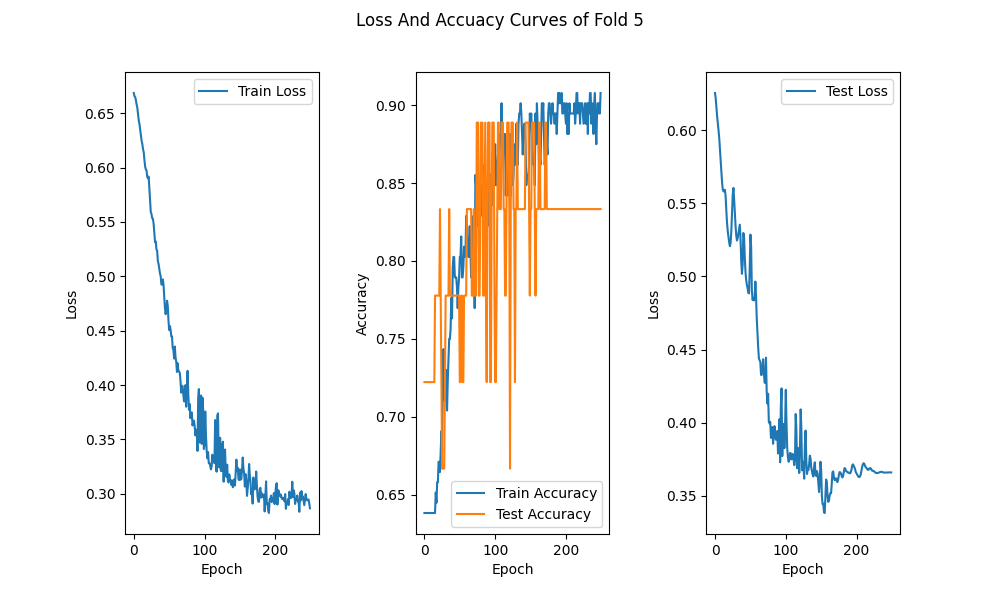 Loss And Accuacy Curves of Fold 5
Train Loss
0.65
0.60
0.55
0.50
0.45
0.40
0.35
0.30
Loss
0
100
200
Epoch
0.90
0.85
0.80
0.75
0.70
0.65
Accuracy
Train Accuracy
Test Accuracy
0
100
200
Epoch
Test Loss
0.60
0.55
0.50
0.45
0.40
0.35
Loss
0
100
200
Epoch